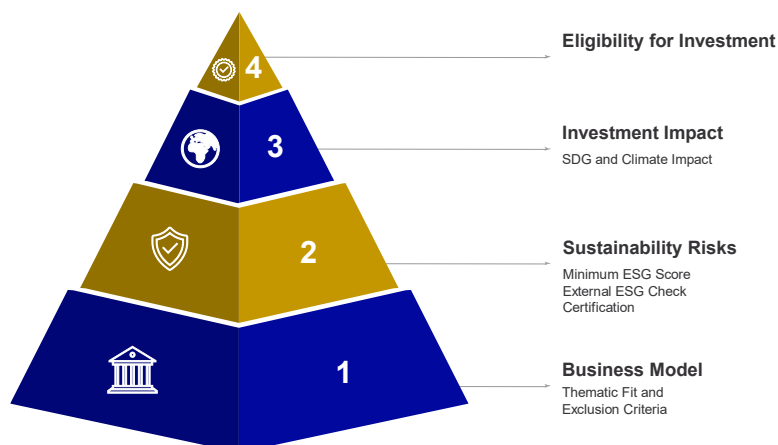 4
Eligibility for Investment
3
Investment Impact
SDG and Climate Impact
2
Sustainability Risks
Minimum ESG Score
External ESG Check
Certification
1
Business Model
Thematic Fit and
Exclusion Criteria